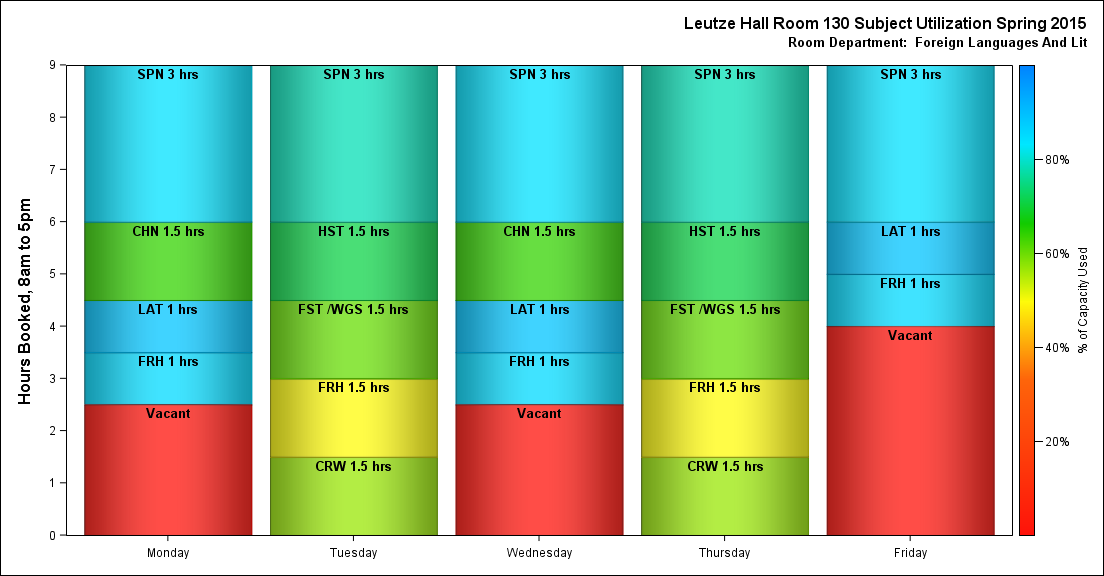 Leutze Hall Room 130 Subject Utilization Spring 2015
Room Department:  Foreign Languages And Lit
Hours Booked, 8am to 5pm
9
8
7
6
5
4
3
2
1
0
SPN 3 hrs
CHN 1.5 hrs
LAT 1 hrs
FRH 1 hrs
Vacant
Monday
SPN 3 hrs
HST 1.5 hrs
FST /WGS 1.5 hrs
FRH 1.5 hrs
CRW 1.5 hrs
Tuesday
SPN 3 hrs
CHN 1.5 hrs
LAT 1 hrs
FRH 1 hrs
Vacant
Wednesday
SPN 3 hrs
HST 1.5 hrs
FST /WGS 1.5 hrs
FRH 1.5 hrs
CRW 1.5 hrs
Thursday
SPN 3 hrs
LAT 1 hrs
FRH 1 hrs
Vacant
Friday
80%
60%
40%
20%
% of Capacity Used